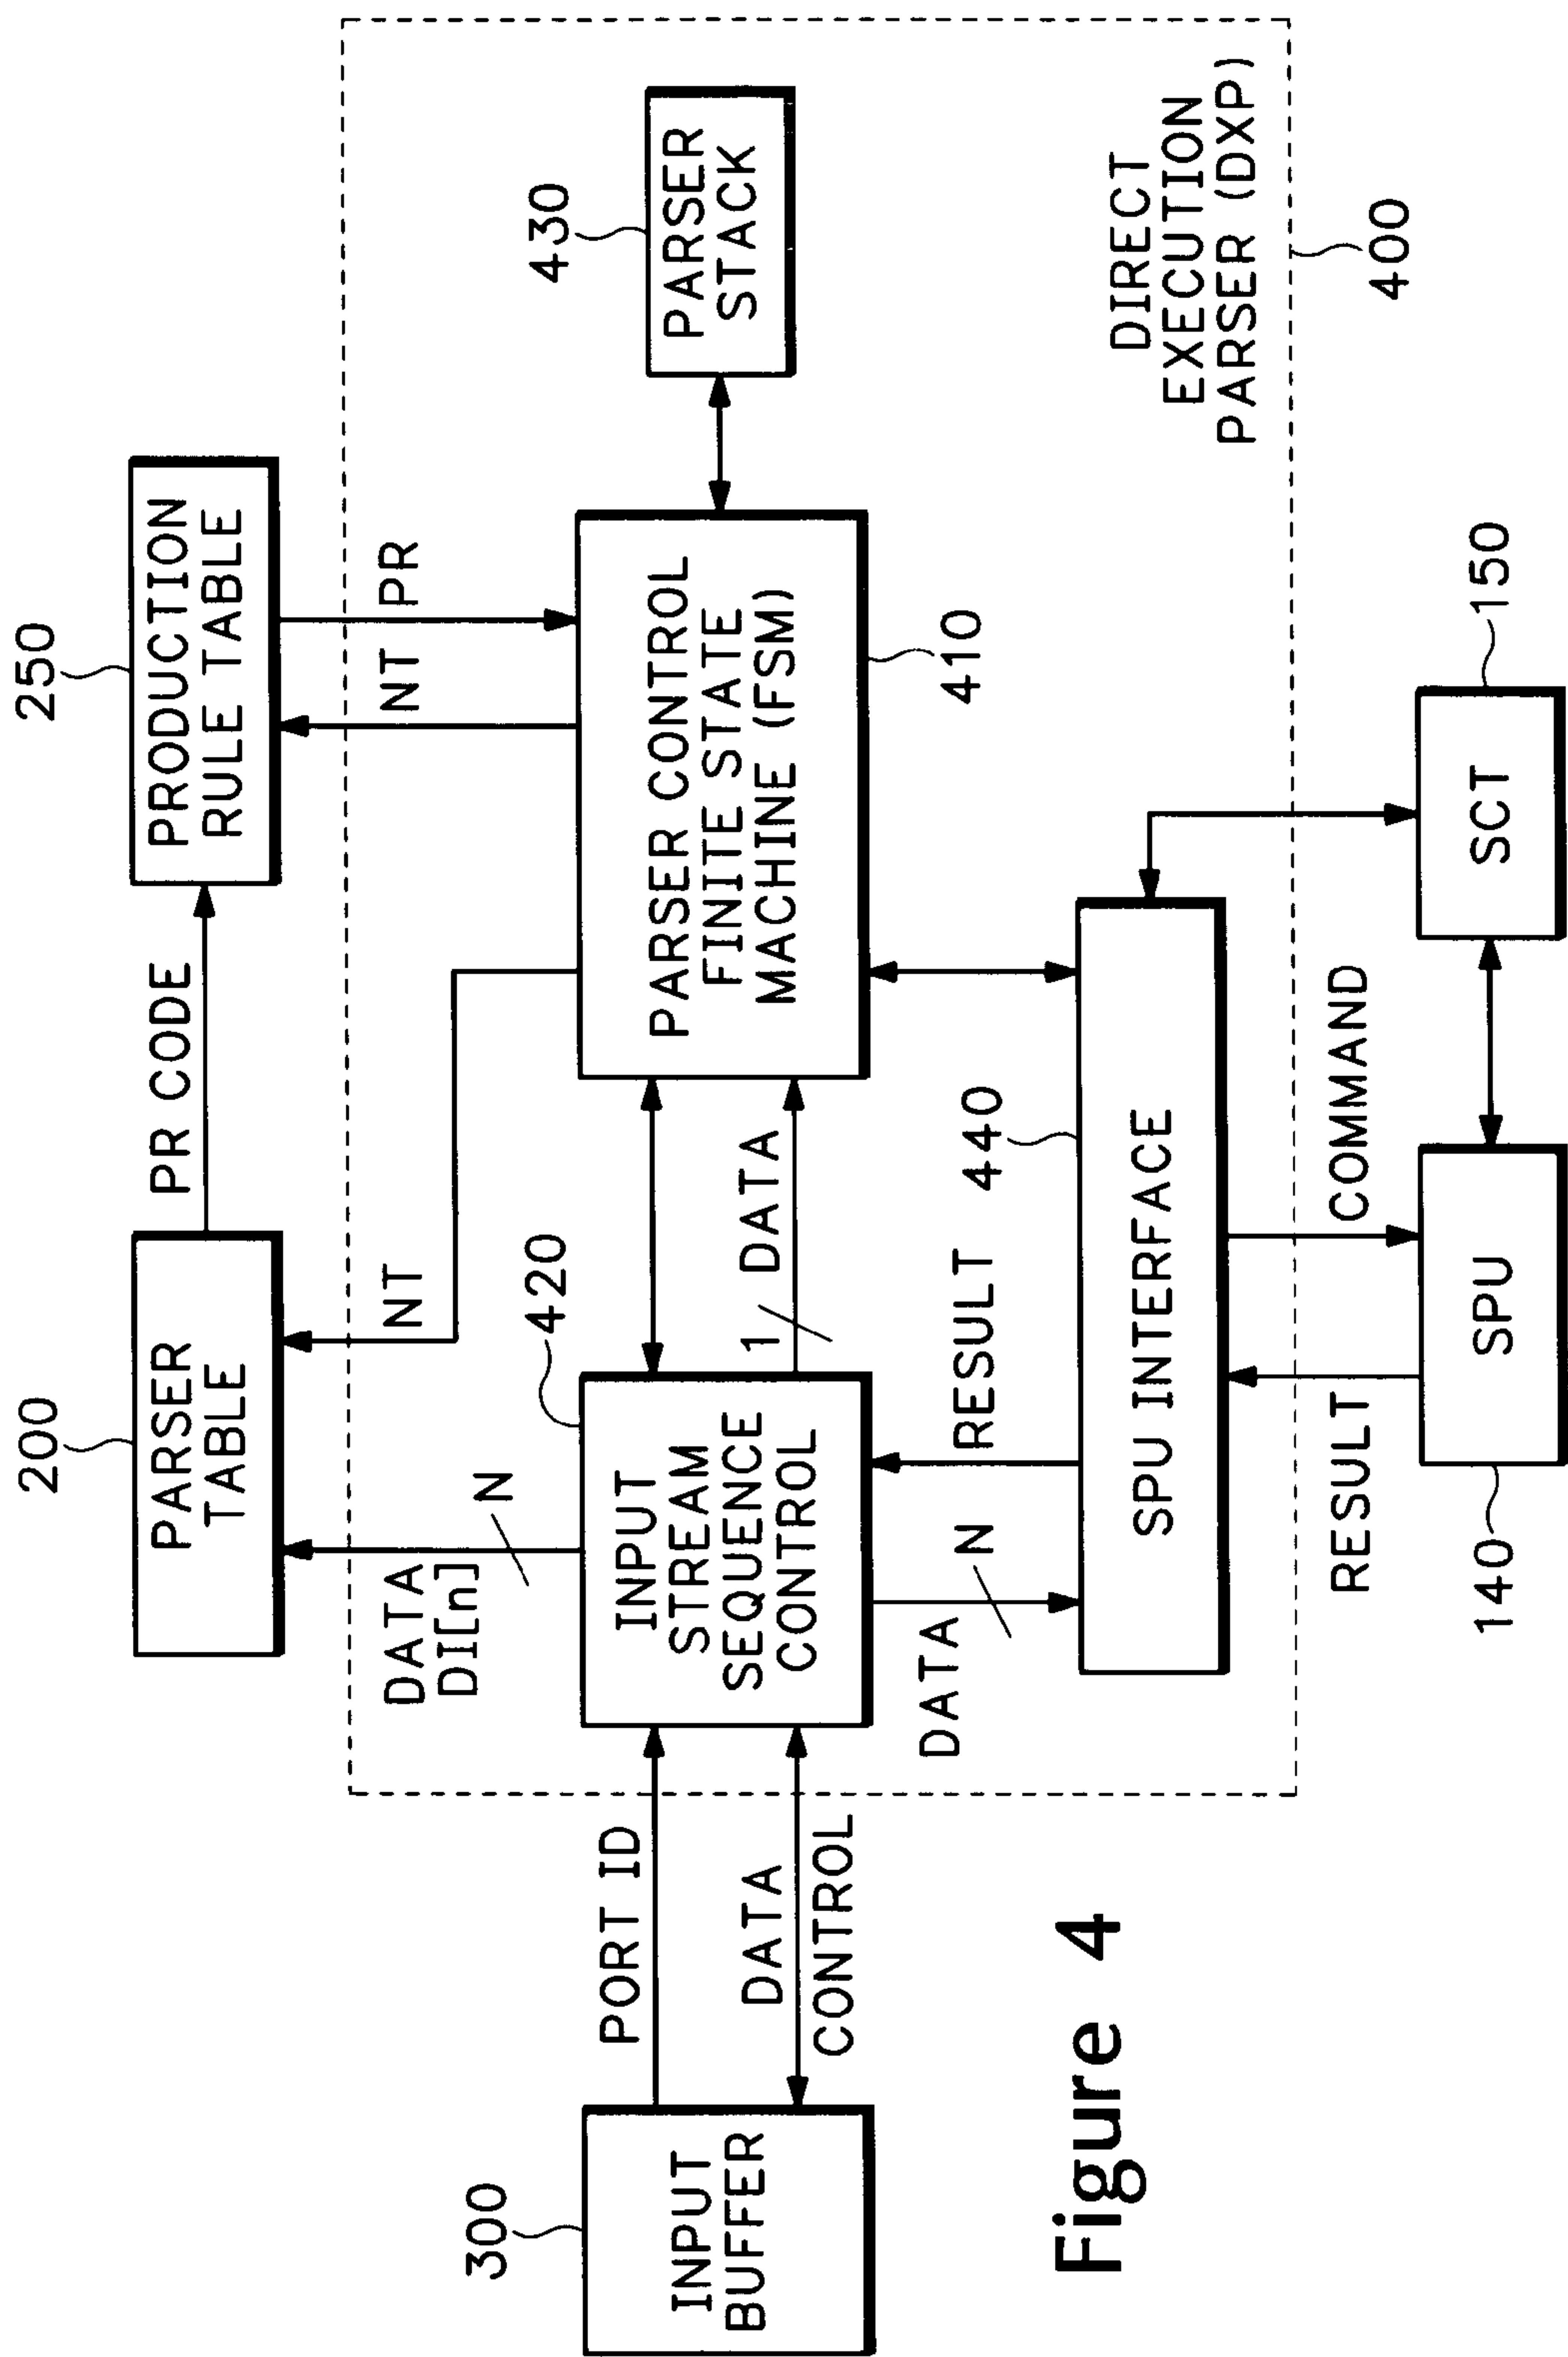 200
250
PARSER
TABLE
PR CODE
PRODUCTION
RULE TABLE
DATA
DI[n]
N
NT
NT
PR
300
INPUT
BUFFER
PORT ID
DATA
CONTROL
420
INPUT
STREAM
SEQUENCE
CONTROL
1
DATA
PARSER CONTROL
FINITE STATE
MACHINE (FSM)
410
430
PARSER
STACK
DATA
N
RESULT
440
SPU INTERFACE
DIRECT
EXECUTION
PARSER (DXP)
400
RESULT
COMMAND
140
SPU
SCT
150
Figure 4